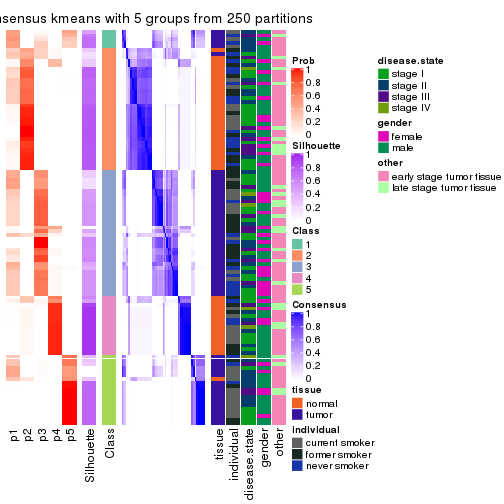 nsensus kmeans with 5 groups from 250 partitions
Prob
1
0.8
0.6
0.4
0.2
0
Silhouette
1
0.8
0.6
0.4
0.2
0
Class
1
2
3
4
5
Consensus
1
0.8
0.6
0.4
0.2
0
tissue
normal
tumor
individual
current smoker
former smoker
never smoker
disease.state
stage I
stage II
stage III
stage IV
gender
female
male
other
early stage tumor tissue
late stage tumor tissue
p1
p2
p3
p4
p5
Silhouette
Class
tissue
individual
disease.state
gender
other